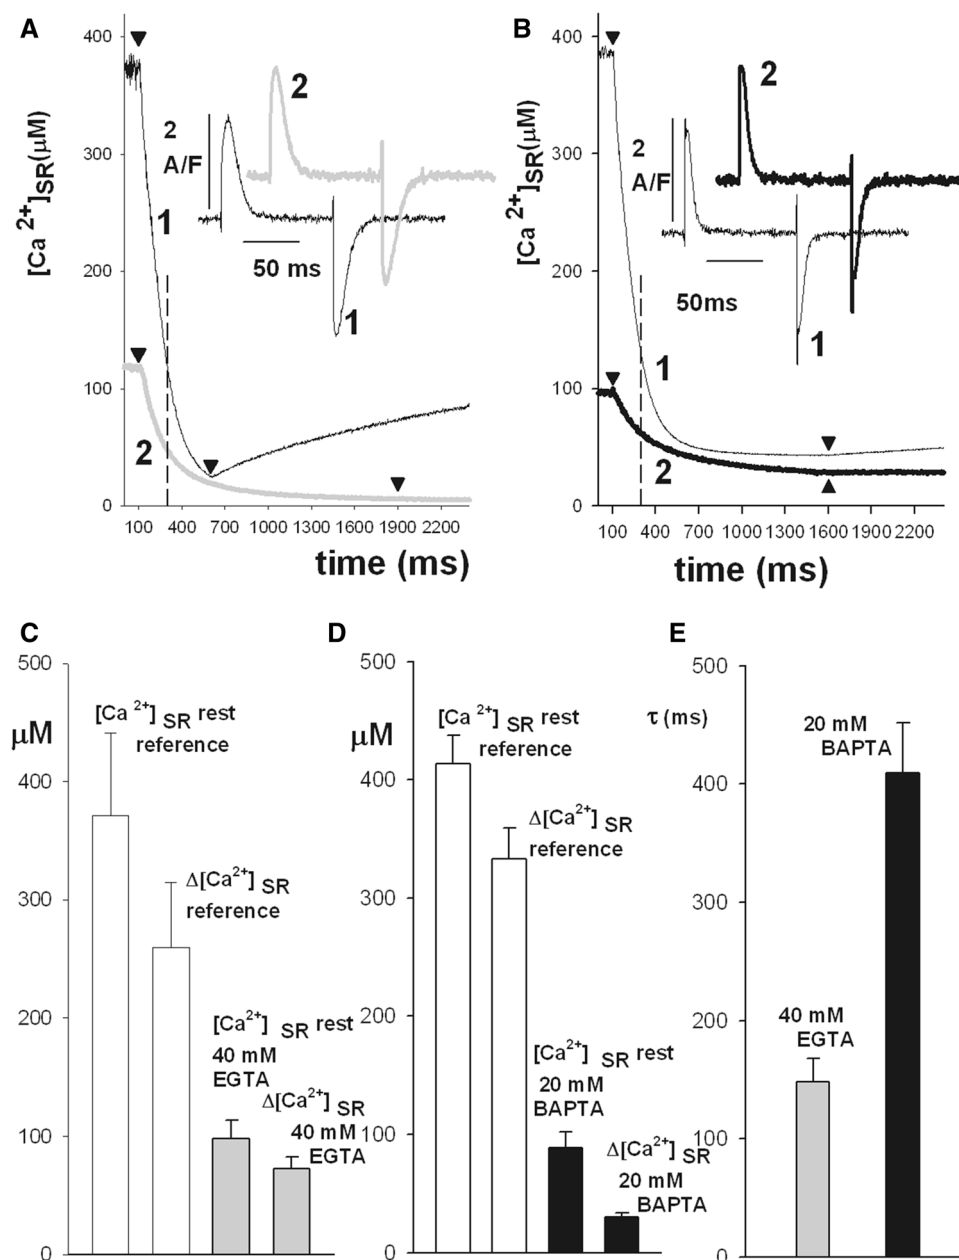 A
[Ca 2+]SR(µM)
400
300
200
100
0
1
2
2
A/F
2
50 ms
1
100 400 700 1000 1300 1600 1900 2200
time (ms)
B
[Ca 2+]SR(µM)
400
300
200
100
0
2
2
A/F
50ms
1
1
2
100 400 700 1000 1300 1600 1900 2200
time (ms)
C
µM
500
400
300
200
100
0
[Ca 2+] SR rest
reference
Δ[Ca2+] SR
reference
[Ca2+] SR rest
40 mM
EGTA
Δ[Ca2+] SR
40 mM
EGTA
D
µM
500
400
300
200
100
0
[Ca 2+] SR rest
reference
Δ[Ca2+] SR
reference
[Ca2+] SR rest
20 mM
BAPTA
Δ[Ca2+] SR
20 mM
BAPTA
E
τ (ms)
500
400
300
200
100
0
20 mM
BAPTA
40 mM
EGTA